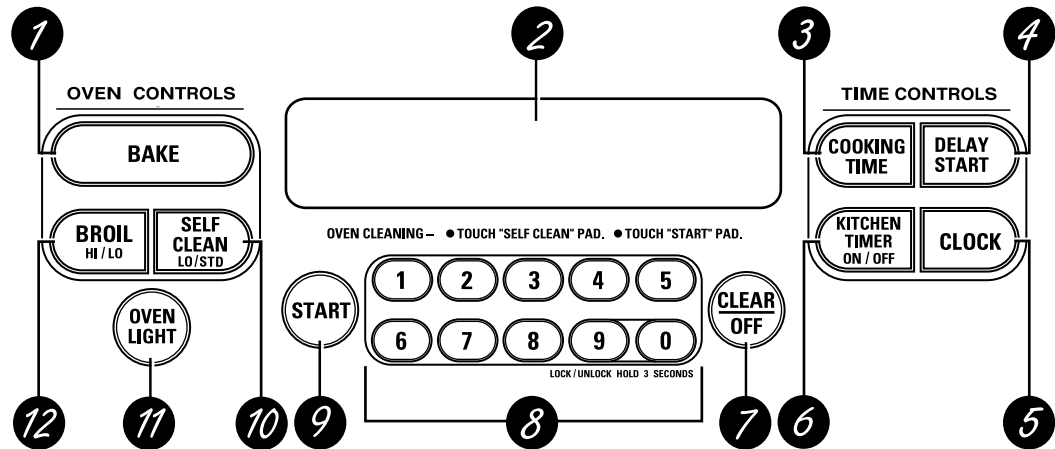 1
2
3
4
OVEN CONTROLS
TIME CONTROLS
BAKE
COOKING
TIME
DELAY
START
BROIL
HI / LO
SELF
CLEAN
LO/STD
KITCHEN
TIMER
ON / OFF
CLOCK
OVEN CLEANING – ● TOUCH "SELF CLEAN" PAD. ● TOUCH "START" PAD.
OVEN
LIGHT
START
1 2 3 4 5
6 7 8 9 0
LOCK / UNLOCK HOLD 3 SECONDS
CLEAR
OFF
12
11
10
9
8
7
6
5